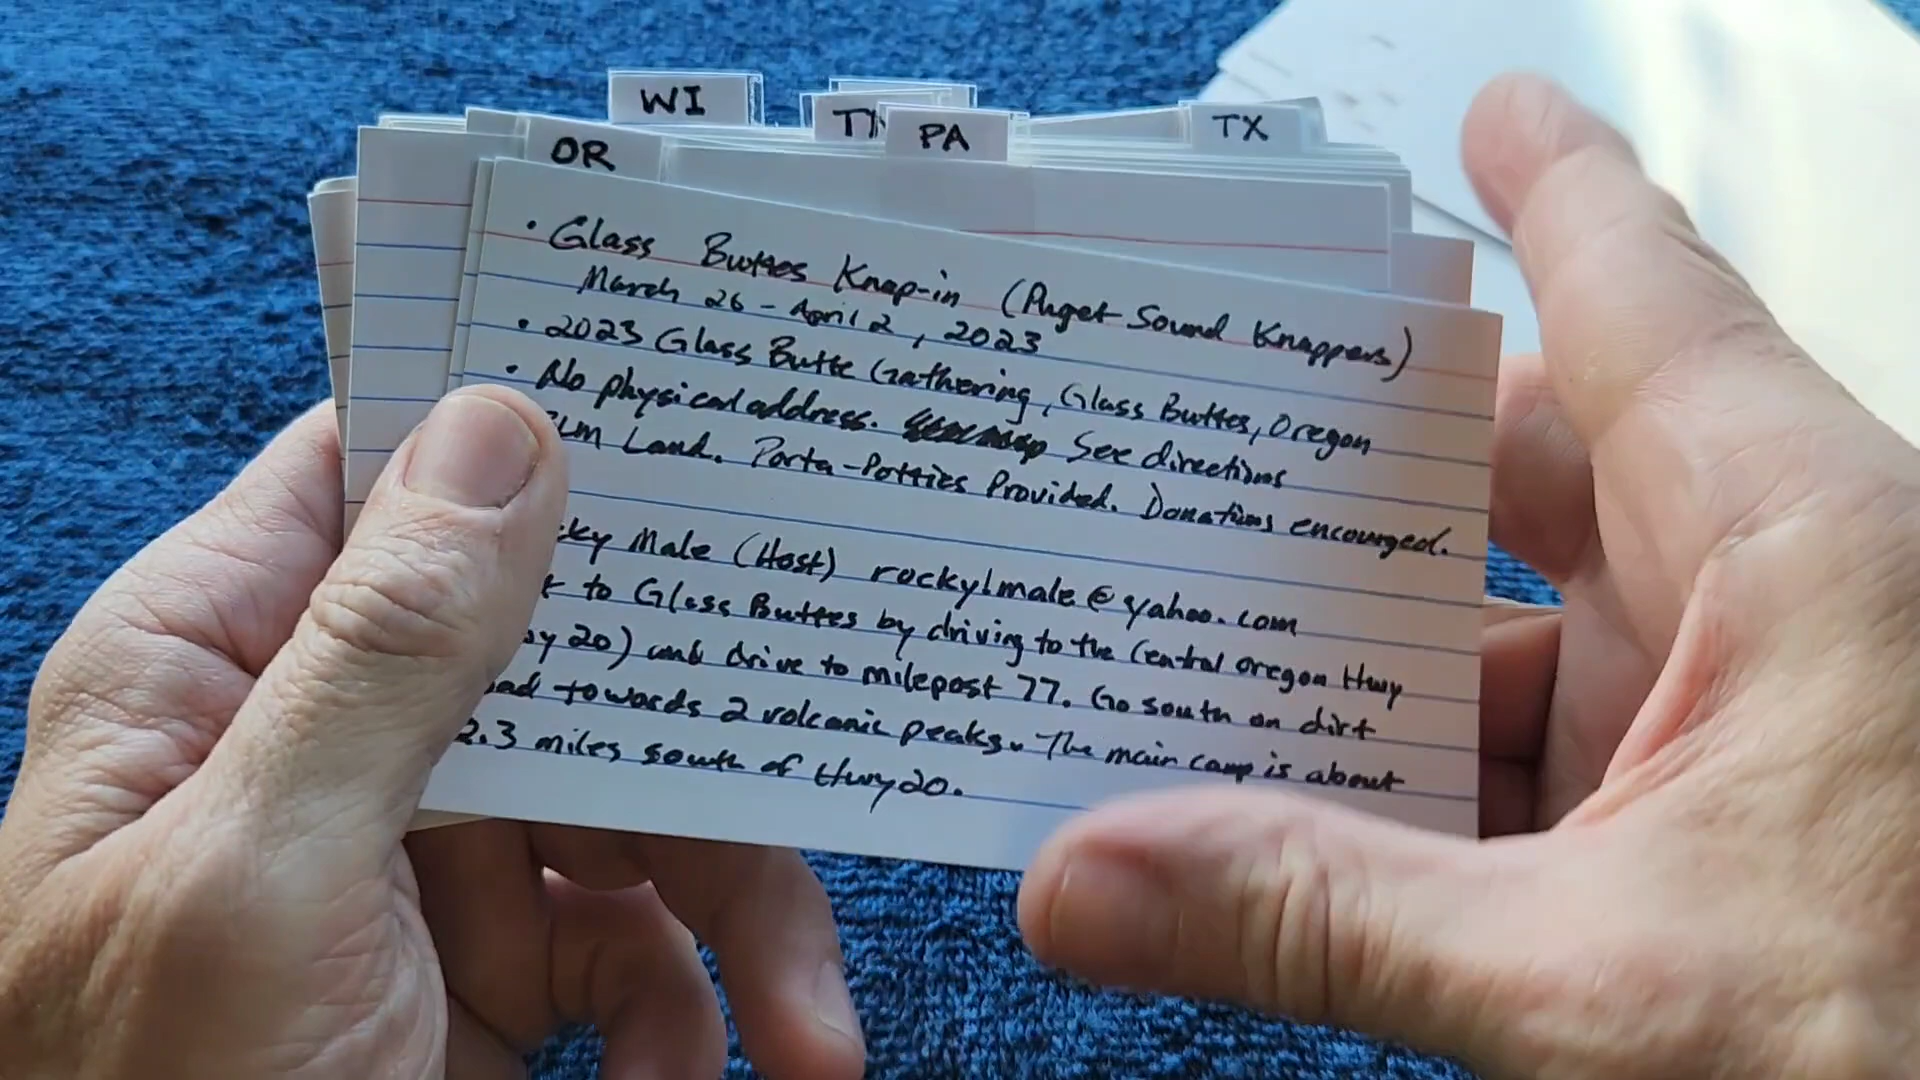 WI
TN
PA
TX
OR
• Glass Buttes Knap-in (Puget Sound Knappers)
March 26 - April 2, 2023
• 2023 Glass Butte Gathering, Glass Buttes, Oregon
• No physical address. See directions
BLM Land. Porta-Potties Provided. Donations encouraged.
cky Male (Host) rockylmale@yahoo.com
t to Glass Buttes by driving to the Central Oregon Hwy
y 20) and drive to milepost 77. Go south on dirt
oad towards 2 volcanic peaks. The main camp is about
2.3 miles south of Hwy 20.